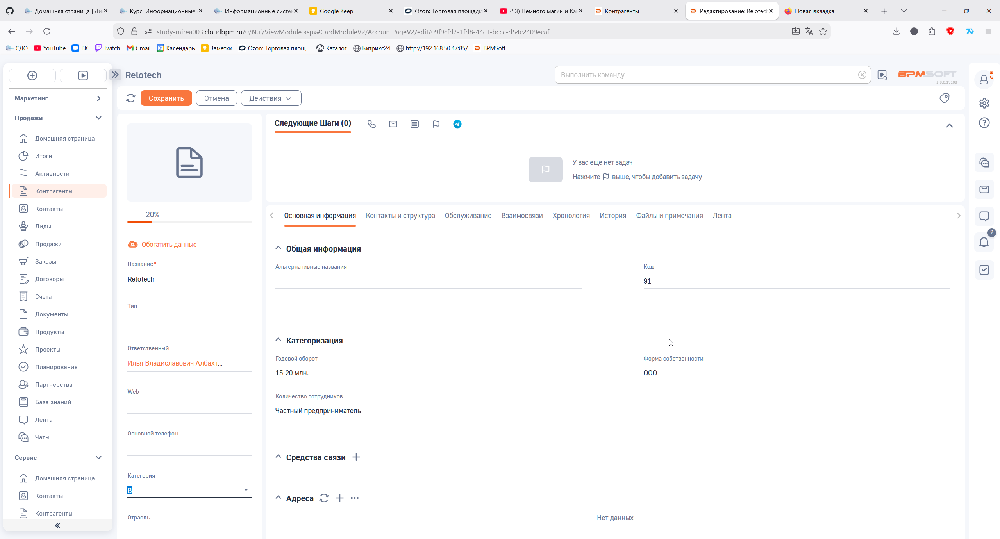 Домашняя страница | Ди
Курс: Информационные
Информационные систе
Google Keep
Ozon: Торговая площадк
(53) Немного магии и Ка
Контрагенты
Редактирование: Relotec
Новая вкладка
study-mirea003.cloudbpm.ru/0/Nui/ViewModule.aspx#CardModuleV2/AccountPageV2/edit/09f9cfd7-1fd8-44c1-bccc-d54c2409ecaf
СДО
YouTube
ВК
Twitch
Gmail
31
Календарь
Заметки
Ozon: Торговая площ...
Каталог
Битрикс24
http://192.168.50.47:85/
BPMSoft
Relotech
Выполнить команду
BPMSOFT
1.8.0.19108
Маркетинг
Продажи
Домашняя страница
Итоги
Активности
Контрагенты
Контакты
Лиды
Продажи
Заказы
Договоры
Счета
Документы
Продукты
Проекты
Планирование
Партнерства
База знаний
Лента
Чаты
Сервис
Домашняя страница
Контакты
Контрагенты
Сохранить
Отмена
Действия
20%
Обогатить данные
Название*
Relotech
Тип
Ответственный
Илья Владиславович Албахт...
Web
Основной телефон
Категория
B
Отрасль
Следующие Шаги (0)
У вас еще нет задач
Нажмите выше, чтобы добавить задачу
Основная информация
Контакты и структура
Обслуживание
Взаимосвязи
Хронология
История
Файлы и примечания
Лента
Общая информация
Альтернативные названия
Код
91
Категоризация
Годовой оборот
15-20 млн.
Форма собственности
ООО
Количество сотрудников
Частный предприниматель
Средства связи
Адреса
Нет данных
2